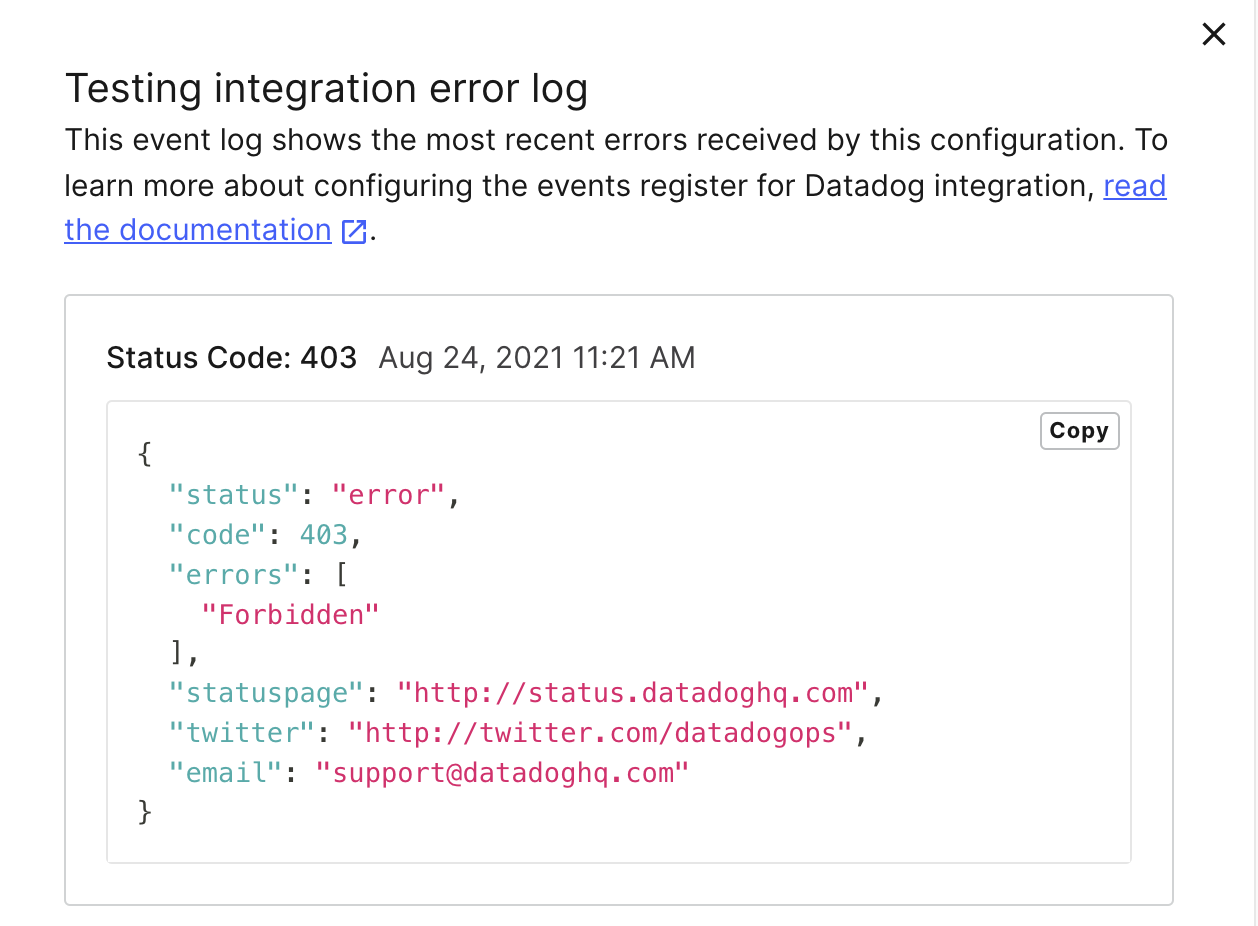 Testing integration error log
This event log shows the most recent errors received by this configuration. To
learn more about configuring the events register for Datadog integration, read
the documentation.
Status Code: 403 Aug 24, 2021 11:21 AM
Copy
{
"status": "error",
"code": 403,
"errors": [
"Forbidden"
],
"statuspage": "http://status.datadoghq.com",
"twitter": "http://twitter.com/datadogops",
"email": "support@datadoghq.com"
}